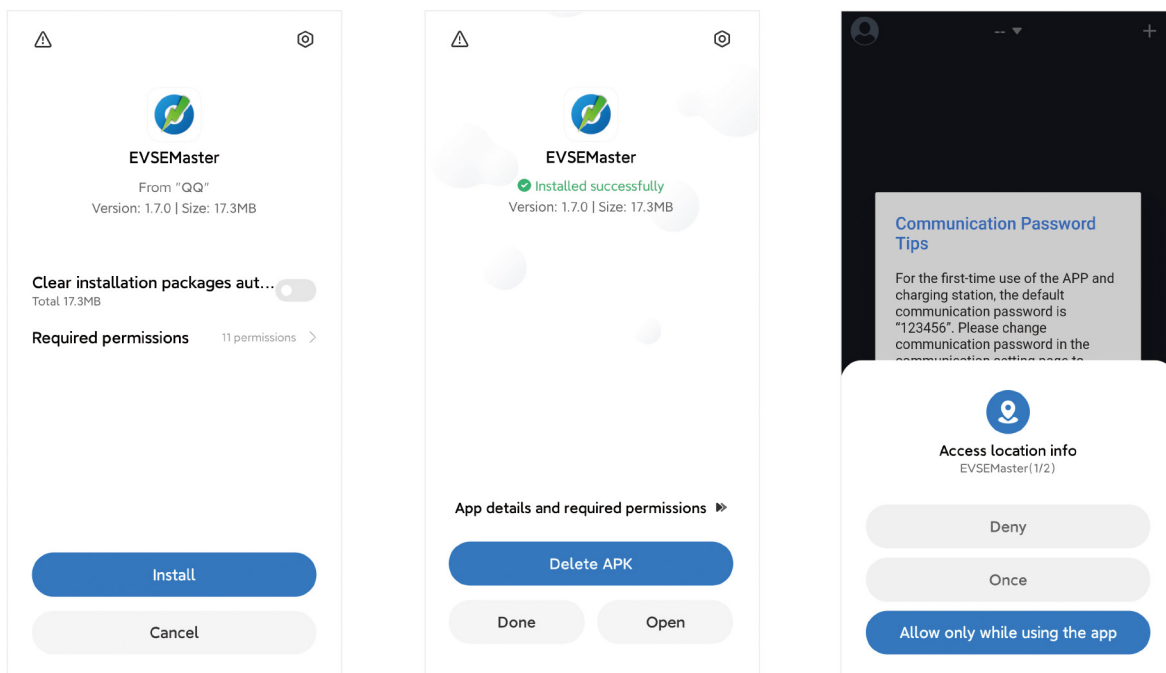 EVSEMaster
From "QQ"
Version: 1.7.0 | Size: 17.3MB
Clear installation packages aut...
Total 17.3MB
Required permissions 11 permissions
Install
Cancel
EVSEMaster
Installed successfully
Version: 1.7.0 | Size: 17.3MB
App details and required permissions
Delete APK
Done Open
--
Communication Password
Tips
For the first-time use of the APP and
charging station, the default
communication password is
"123456". Please change
communication password in the
communication setting page to
Access location info
EVSEMaster(1/2)
Deny
Once
Allow only while using the app